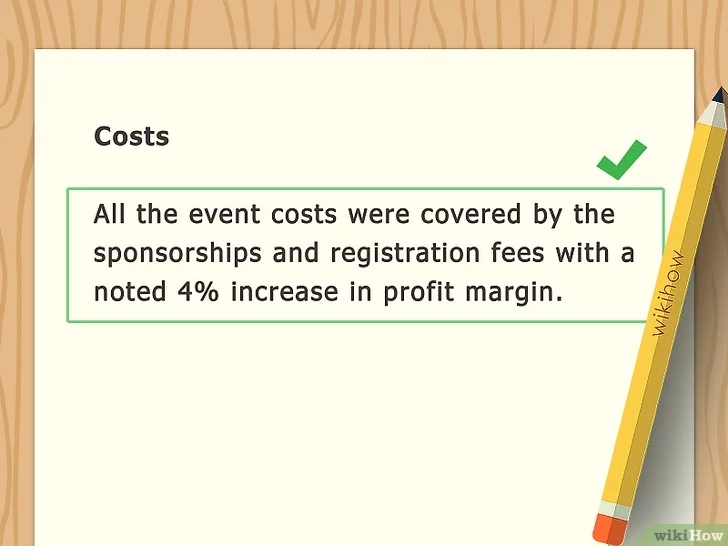 Costs
All the event costs were covered by the
sponsorships and registration fees with a
noted 4% increase in profit margin.
wikihow
wikiHow